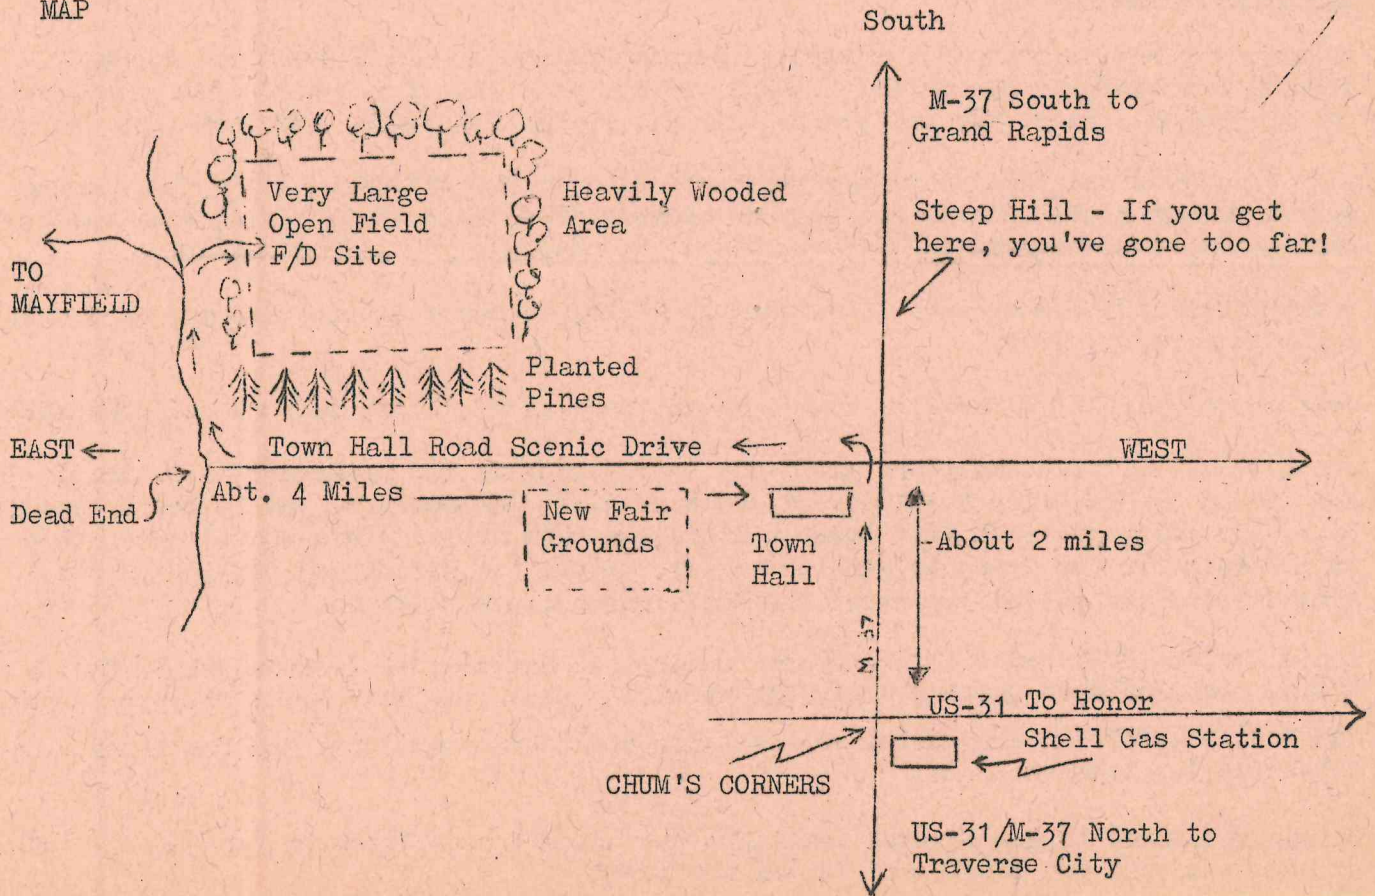 MAP
South
M-37 South to
Grand Rapids
Very Large
Open Field
F/D Site
Heavily Wooded
Area
Steep Hill - If you get
here, you've gone too far!
TO
MAYFIELD
Planted
Pines
EAST
Town Hall Road Scenic Drive
WEST
Abt. 4 Miles
Dead End
New Fair
Grounds
Town
Hall
About 2 miles
M-37
US-31 To Honor
Shell Gas Station
CHUM'S CORNERS
US-31/M-37 North to
Traverse City